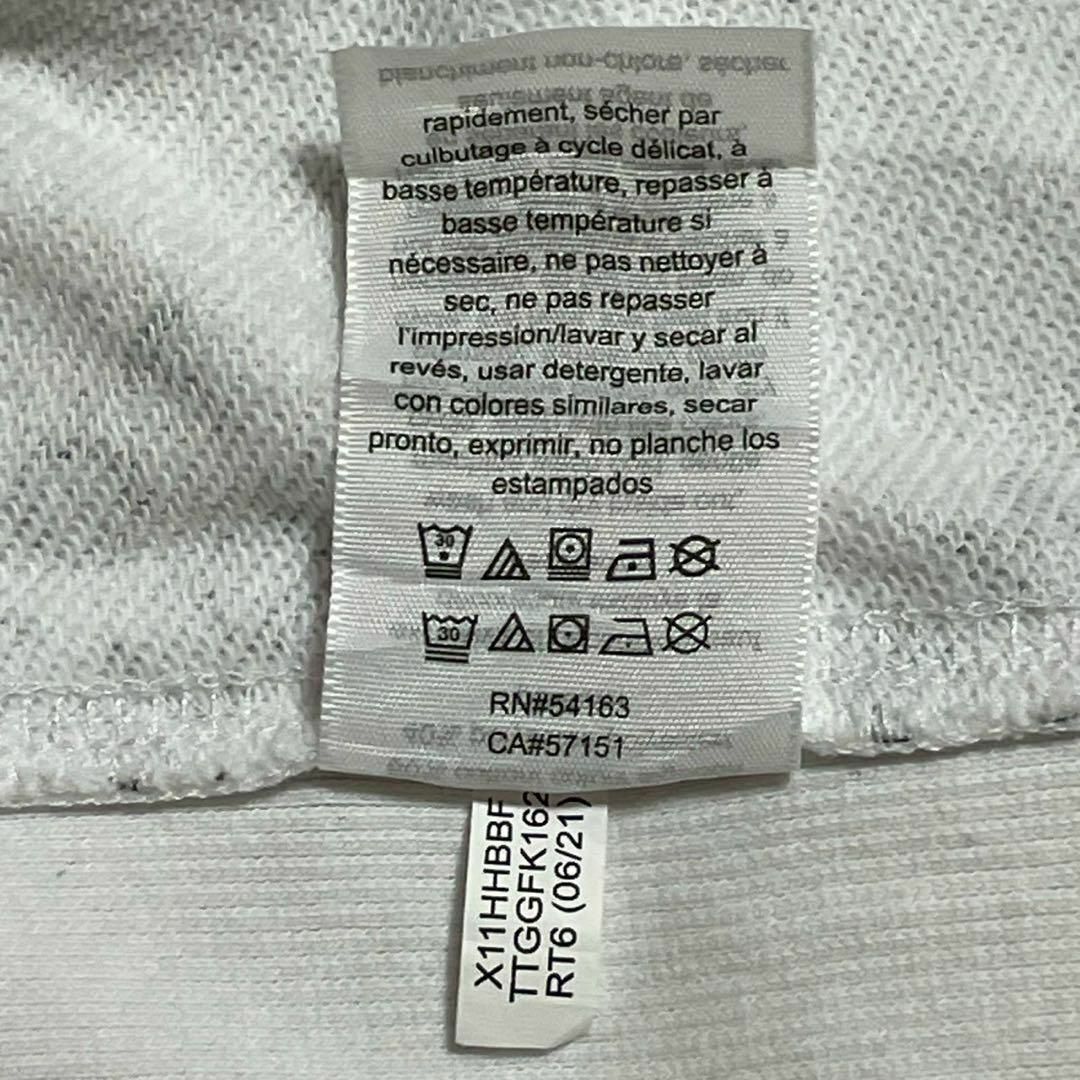 rapidement, sécher par
culbutage à cycle délicat, à
basse température, repasser à
basse température si
nécessaire, ne pas nettoyer à
sec, ne pas repasser
l'impression/lavar y secar al
revés, usar detergente, lavar
con colores similares, secar
pronto, exprimir, no planche los
estampados
30
30
RN#54163
CA#57151
X11HHBBF
TTGGFK162
RT6 (06/21)